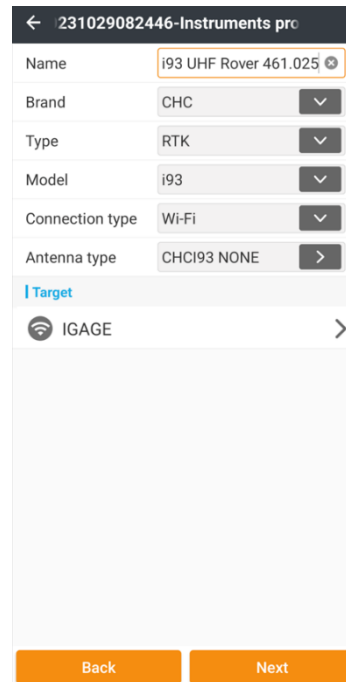 231029082446-Instruments pro
Name i93 UHF Rover 461.025
Brand CHC
Type RTK
Model i93
Connection type Wi-Fi
Antenna type CHCI93 NONE
Target
IGAGE
Back Next